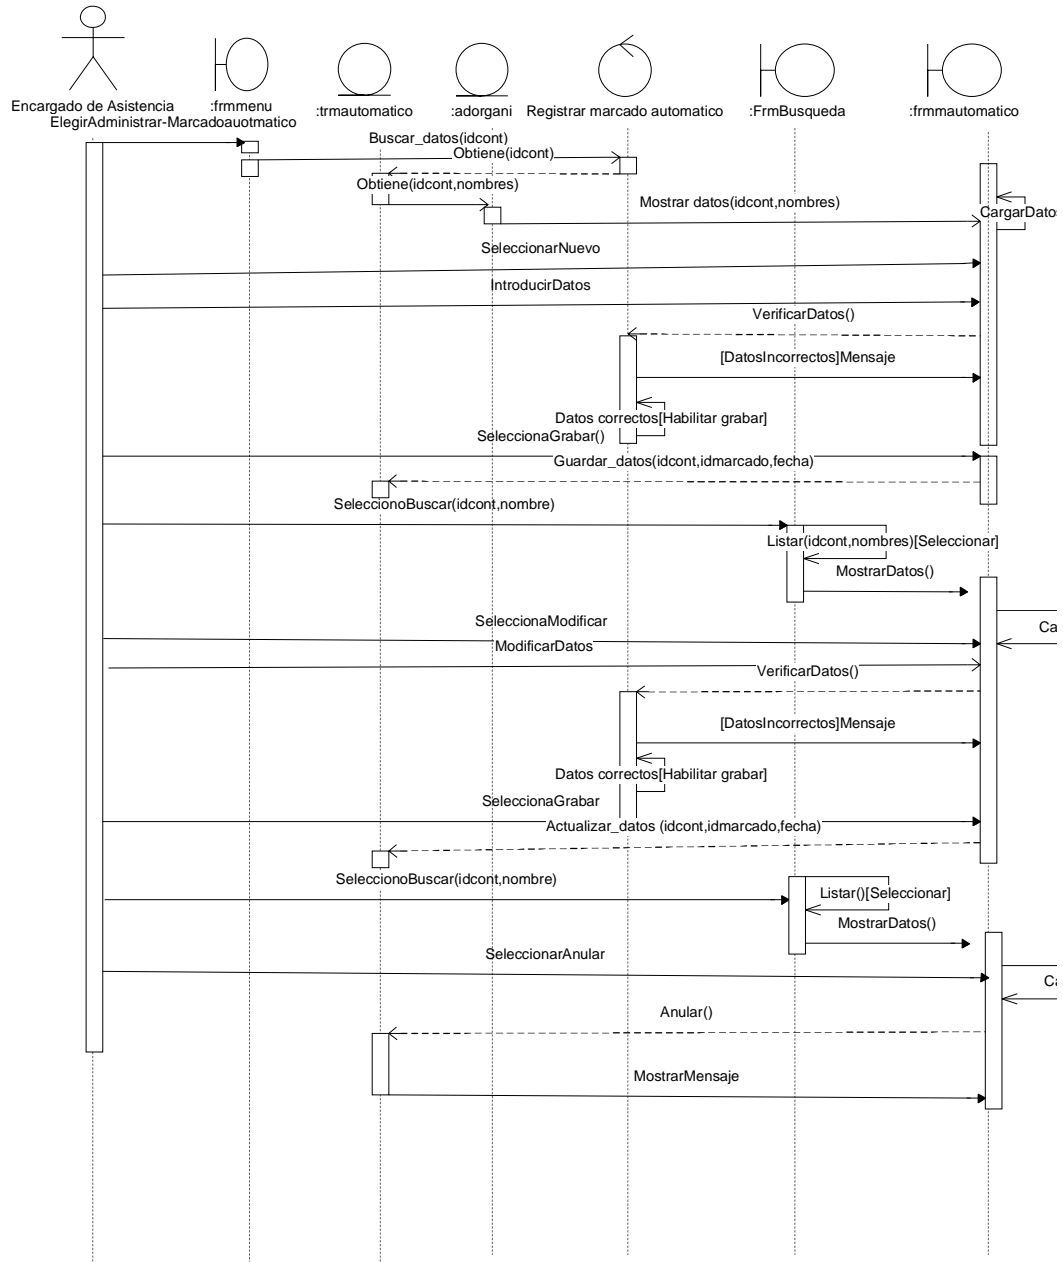 :frmmenu
:trmautomatico
:adorgani
Registrar marcado automatico
:FrmBusqueda
:frmmautomatico
Encargado de Asistencia
ElegirAdministrar-Marcadoauotmatico
Buscar_datos(idcont)
Obtiene(idcont)
Obtiene(idcont,nombres)
Mostrar datos(idcont,nombres)
CargarDatos
SeleccionarNuevo
IntroducirDatos
VerificarDatos()
[DatosIncorrectos]Mensaje
Datos correctos[Habilitar grabar]
SeleccionaGrabar()
Guardar_datos(idcont,idmarcado,fecha)
SeleccionoBuscar(idcont,nombre)
Listar(idcont,nombres)[Seleccionar]
MostrarDatos()
SeleccionaModificar
Ca
ModificarDatos
VerificarDatos()
[DatosIncorrectos]Mensaje
Datos correctos[Habilitar grabar]
SeleccionaGrabar
Actualizar_datos (idcont,idmarcado,fecha)
SeleccionoBuscar(idcont,nombre)
Listar()[Seleccionar]
MostrarDatos()
SeleccionarAnular
Ca
Anular()
MostrarMensaje